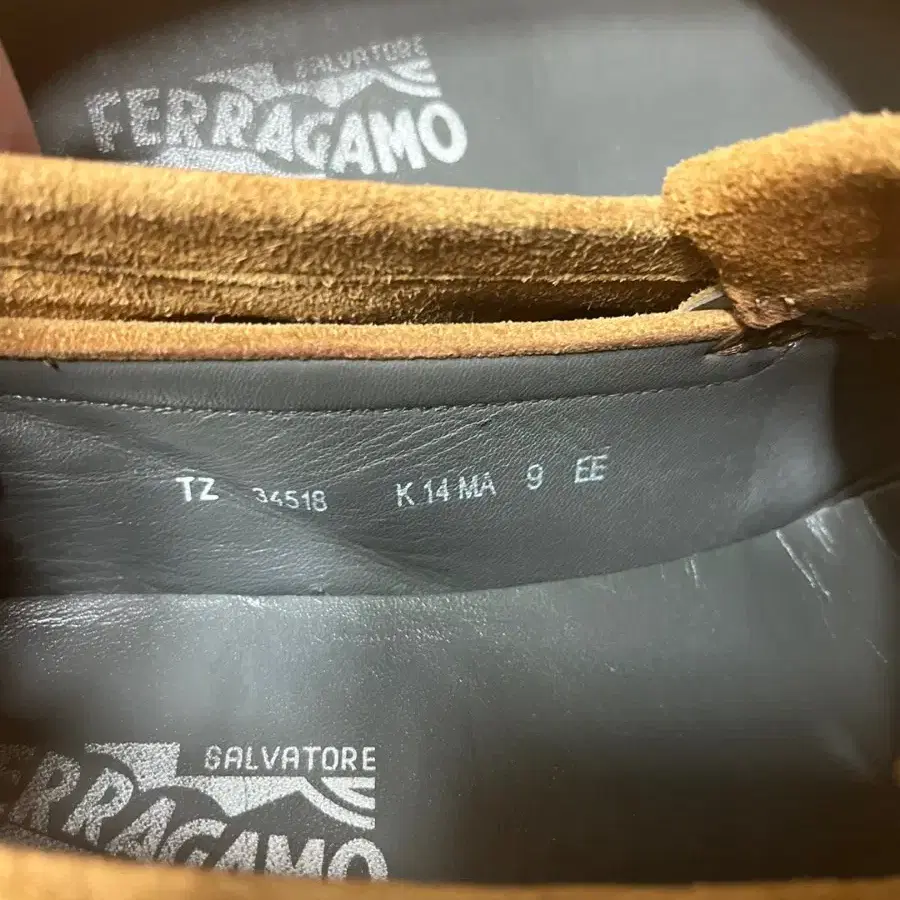 SALVATORE
FERRAGAMO
TZ 34518 K 14 MA 9 EE
SALVATORE
FERRAGAMO